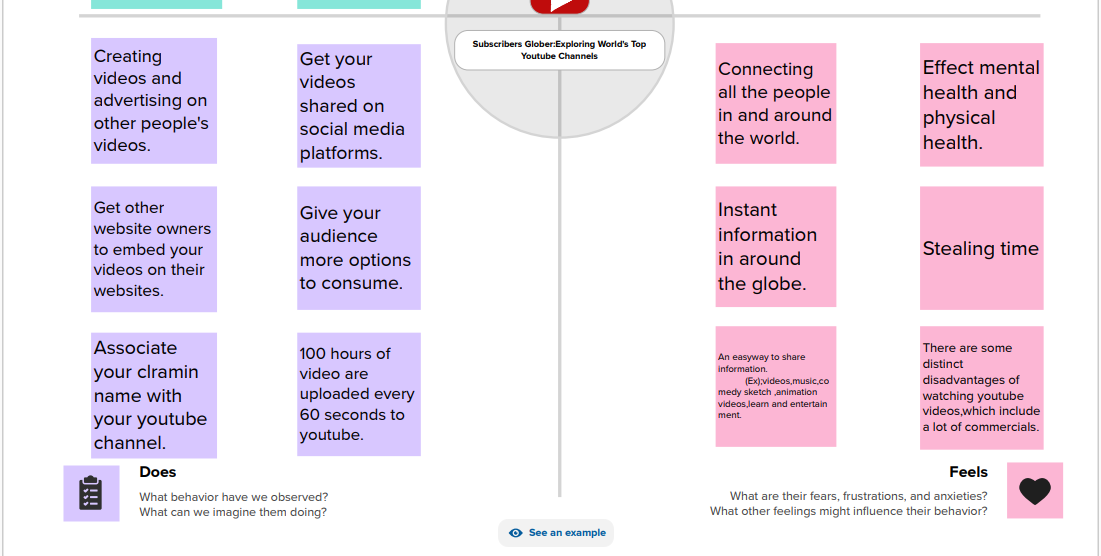 Subscribers Glober:Exploring World's Top
Youtube Channels
Creating
videos and
advertising on
other people's
videos.
Get your
videos
shared on
social media
platforms.
Connecting
all the people
in and around
the world.
Effect mental
health and
physical
health.
Get other
website owners
to embed your
videos on their
websites.
Give your
audience
more options
to consume.
Instant
information
in around
the globe.
Stealing time
Associate
your clramin
name with
your youtube
channel.
100 hours of
video are
uploaded every
60 seconds to
youtube.
An easyway to share
information.
(Ex);videos,music,co
medy sketch ,animation
videos,learn and entertain
ment.
There are some
distinct
disadvantages of
watching youtube
videos,which include
a lot of commercials.
Does
What behavior have we observed?
What can we imagine them doing?
Feels
What are their fears, frustrations, and anxieties?
What other feelings might influence their behavior?
See an example